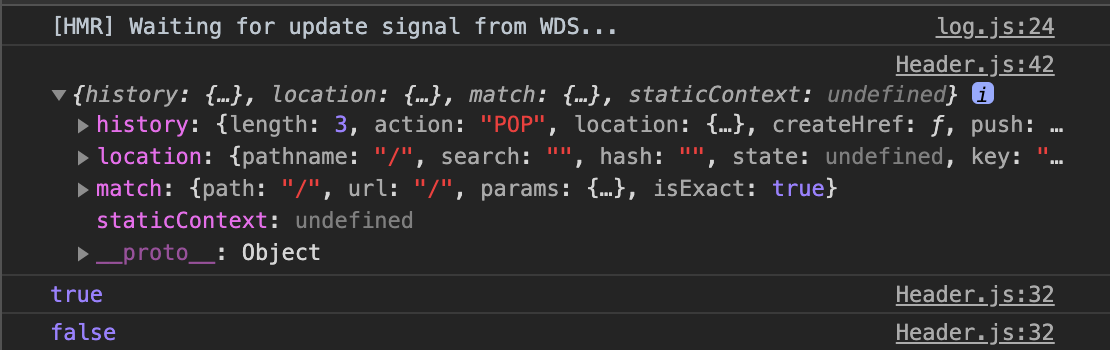 [HMR] Waiting for update signal from WDS... log.js:24
Header.js:42
▼{history: {…}, location: {…}, match: {…}, staticContext: undefined} i
▶history: {length: 3, action: "POP", location: {…}, createHref: ƒ, push: …
▶location: {pathname: "/", search: "", hash: "", state: undefined, key: "…
▶match: {path: "/", url: "/", params: {…}, isExact: true}
staticContext: undefined
▶__proto__: Object
true Header.js:32
false Header.js:32